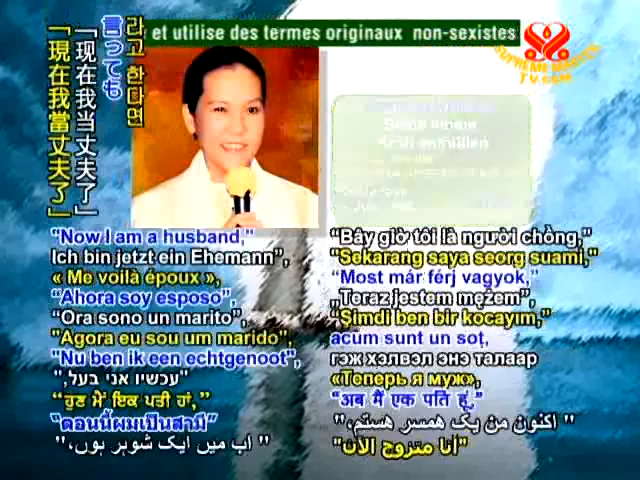 et utilise des termes originaux non-sexistes
SUPREME MASTER
TV.com
라고 한다면
言っても
「现在我当丈夫了」
「現在我當丈夫了」
"Now I am a husband,"
Ich bin jetzt ein Ehemann”,
« Me voilà époux »,
“Ahora soy esposo”,
“Ora sono un marito”,
"Agora eu sou um marido",
"Nu ben ik een echtgenoot",
"עכשיו אני בעל,"
“ਹੁਣ ਮੈਂ ਇਕ ਪਤੀ ਹਾਂ,”
“ตอนนี้ผมเป็นสามี”
" اب میں ایک شوہر ہوں، "
“Bây giờ tôi là người chồng,”
"Sekarang saya seorg suami,"
“Most már férj vagyok,”
„Teraz jestem mężem”,
“Şimdi ben bir kocayım,”
acum sunt un soţ,
гэж хэлвэл энэ талаар
«Теперь я муж»,
“अब मैं एक पति हूं,”
" اکنون من یک همسر هستم، "
"أنا متزوج الآن"